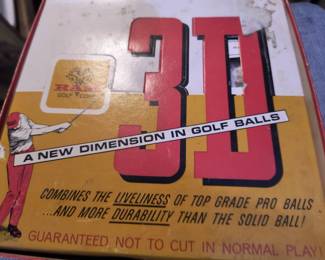 3D
RAM
GOLF CORP.
A NEW DIMENSION IN GOLF BALLS
COMBINES THE LIVELINESS OF TOP GRADE PRO BALLS
...AND MORE DURABILITY THAN THE SOLID BALL!
GUARANTEED NOT TO CUT IN NORMAL PLAY!